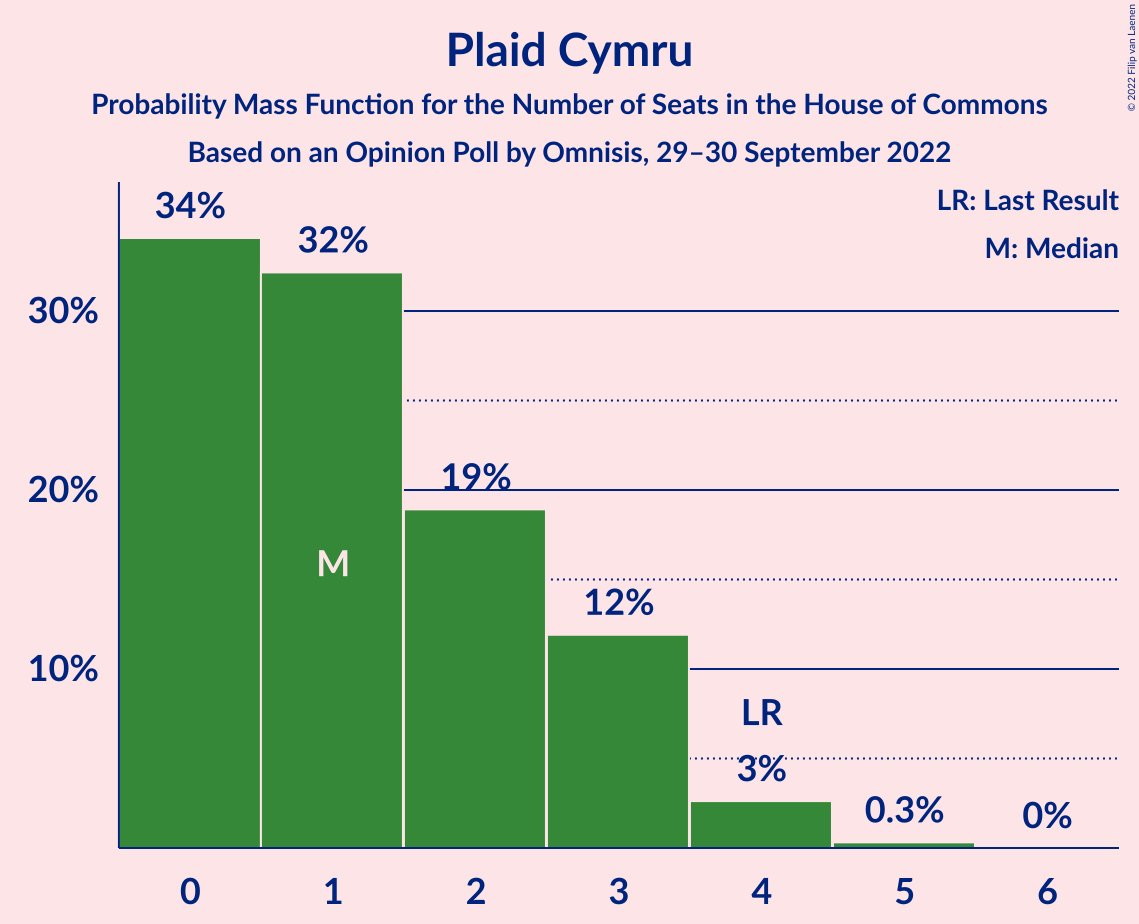 Plaid Cymru
Probability Mass Function for the Number of Seats in the House of Commons
Based on an Opinion Poll by Omnisis, 29–30 September 2022
© 2022 Filip van Laenen
LR: Last Result
M: Median
34%
32%
30%
19%
20%
M
12%
10%
LR
3%
0.3%
0%
0 1 2 3 4 5 6